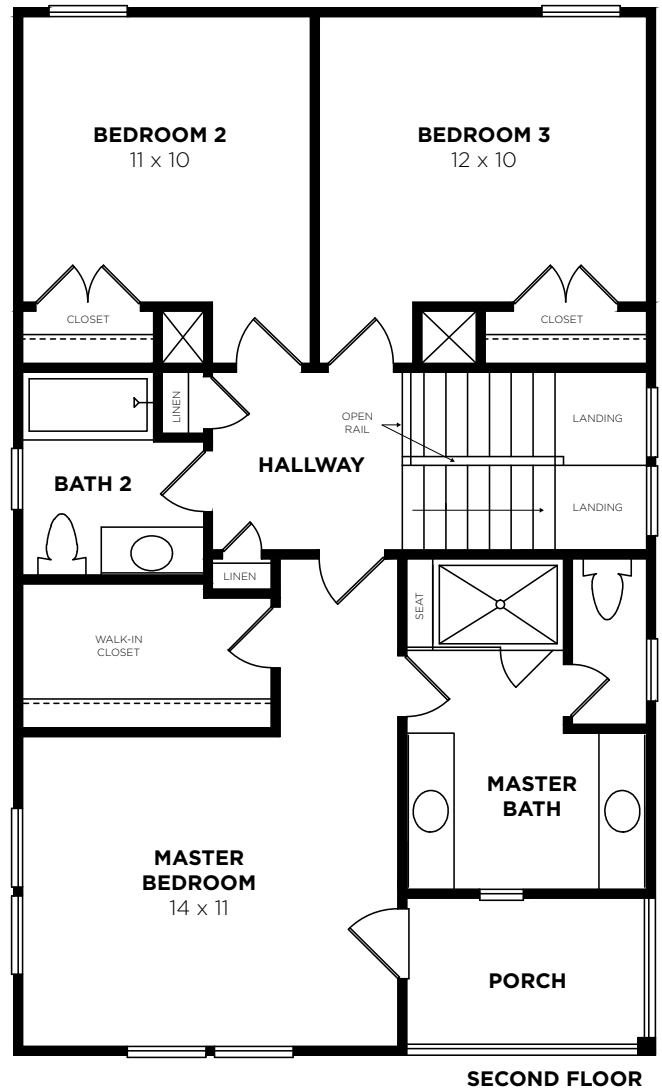 BEDROOM 2
11 x 10
BEDROOM 3
12 x 10
CLOSET
CLOSET
LINEN
OPEN
RAIL
LANDING
HALLWAY
BATH 2
LANDING
LINEN
SEAT
WALK-IN
CLOSET
MASTER
BATH
MASTER
BEDROOM
14 x 11
PORCH
SECOND FLOOR